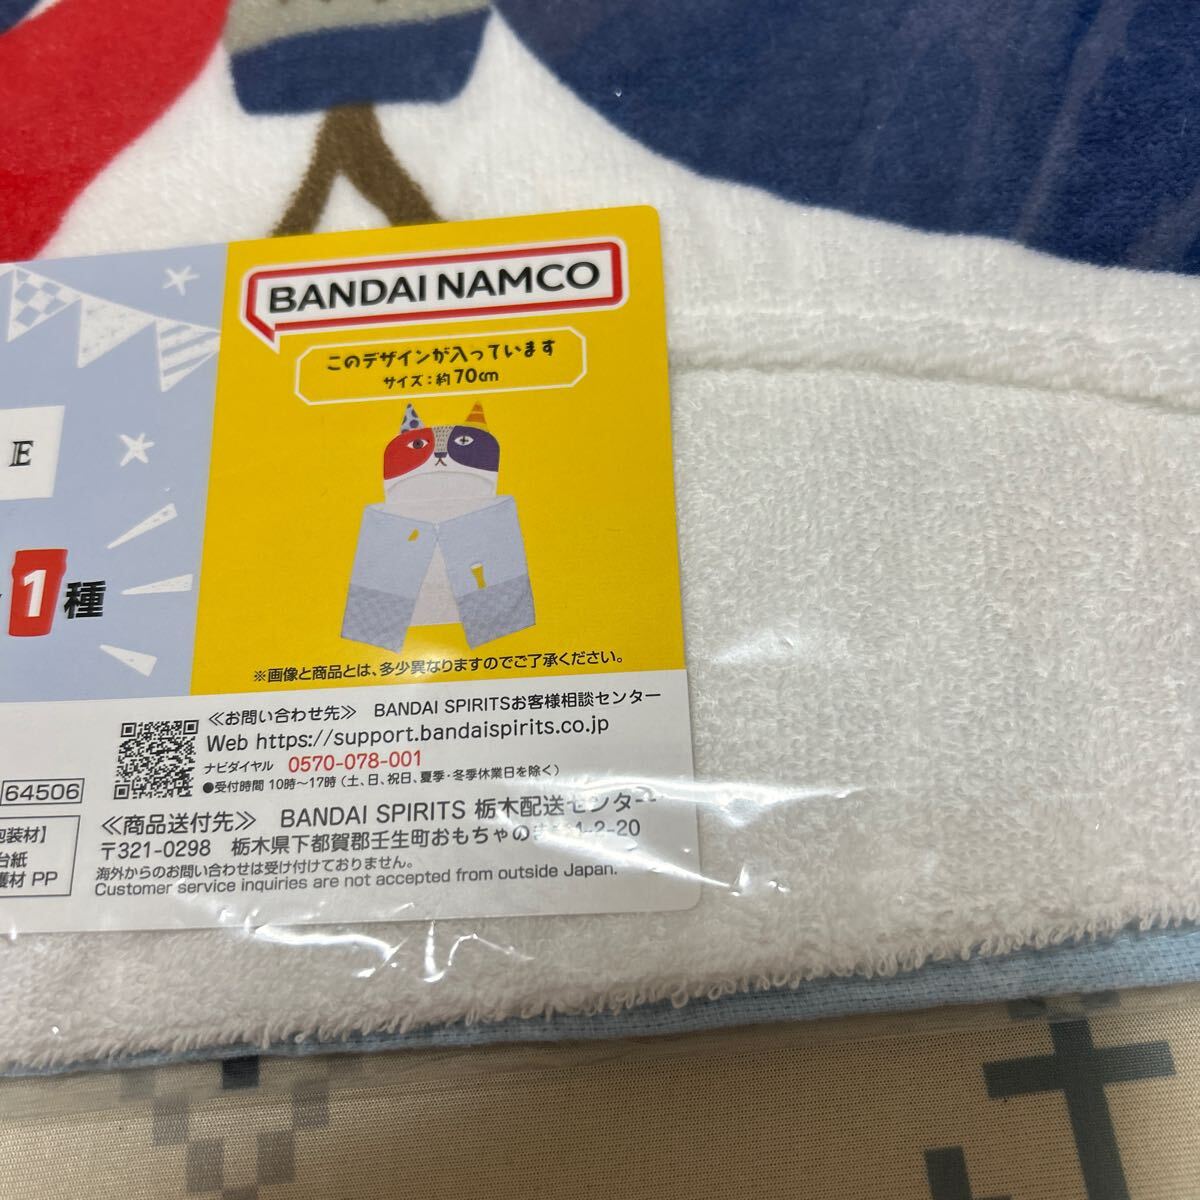 BANDAI NAMCO
このデザインが入っています
サイズ：約70cm
E
1種
※画像と商品とは、多少異なりますのでご了承ください。
≪お問い合わせ先≫ BANDAI SPIRITSお客様相談センター
Web https://support.bandaispirits.co.jp
ナビダイヤル 0570-078-001
●受付時間 10時〜17時（土、日、祝日、夏季・冬季休業日を除く）
64506
≪商品送付先≫ BANDAI SPIRITS 栃木配送センター
〒321-0298 栃木県下都賀郡壬生町おもちゃの -2-20
海外からのお問い合わせは受け付けておりません。
Customer service inquiries are not accepted from outside Japan.
包装材】
台紙
護材 PP